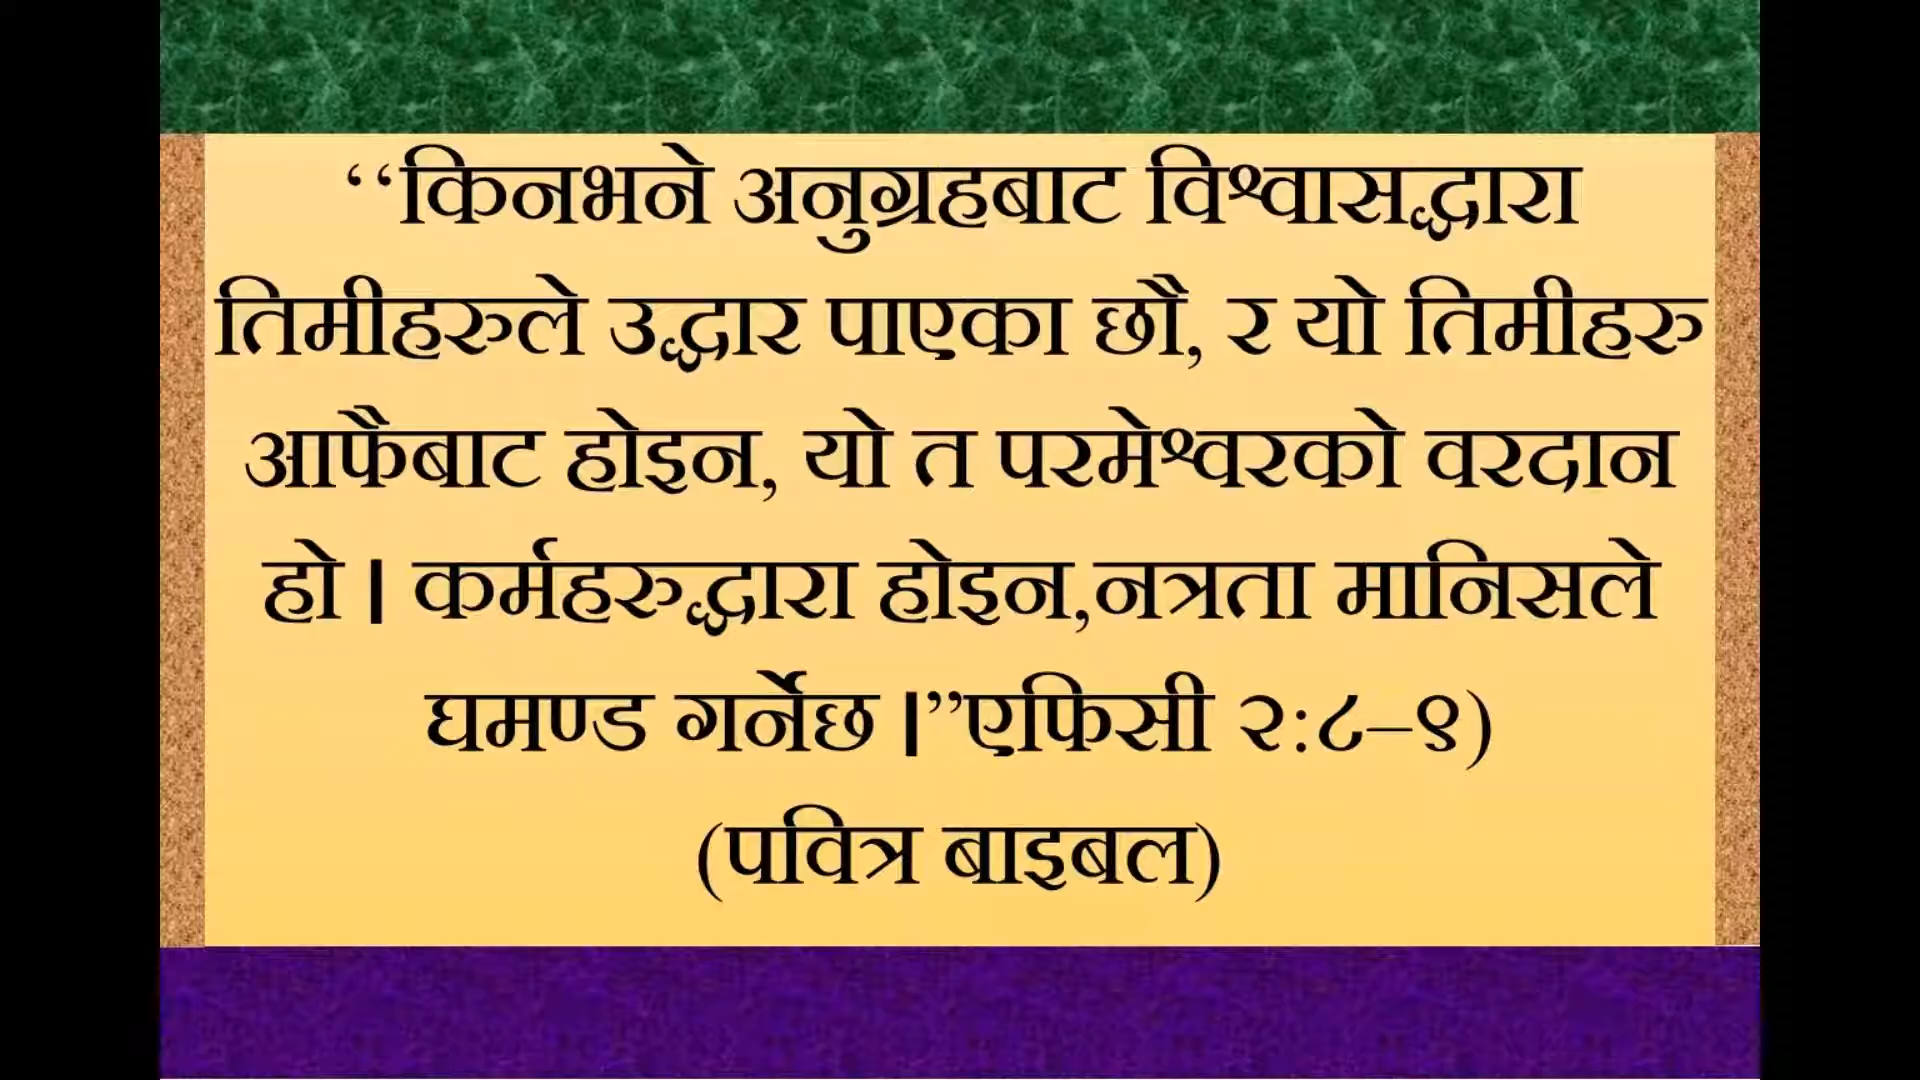 ‘‘किनभने अनुग्रहबाट विश्वासद्धारा
तिमीहरुले उद्धार पाएका छौ, र यो तिमीहरु
आफैबाट होइन, यो त परमेश्वरको वरदान
हो । कर्महरुद्धारा होइन,नत्रता मानिसले
घमण्ड गर्नेछ ।’’एफिसी २:८–९)
(पवित्र बाइबल)